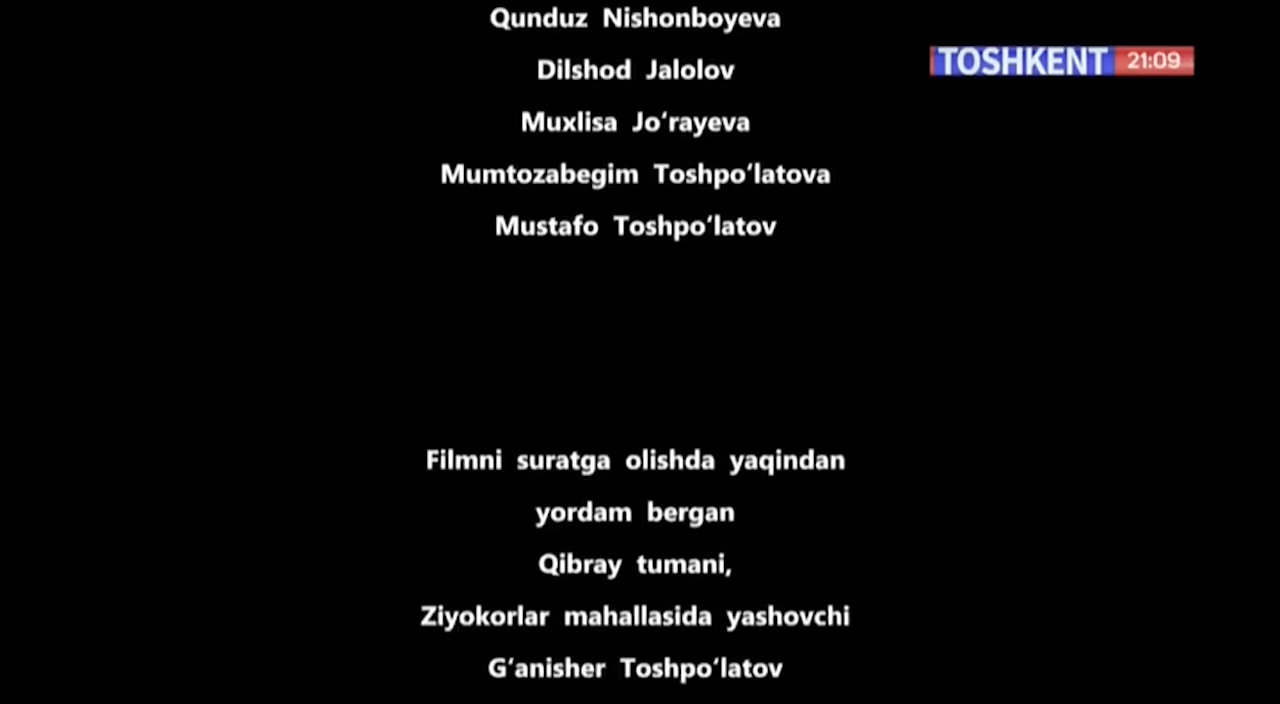 Qunduz Nishonboyeva
TOSHKENT 21:09
Dilshod Jalolov
Muxlisa Jo‘rayeva
Mumtozabegim Toshpo‘latova
Mustafo Toshpo‘latov
Filmni suratga olishda yaqindan
yordam bergan
Qibray tumani,
Ziyokorlar mahallasida yashovchi
G‘anisher Toshpo‘latov